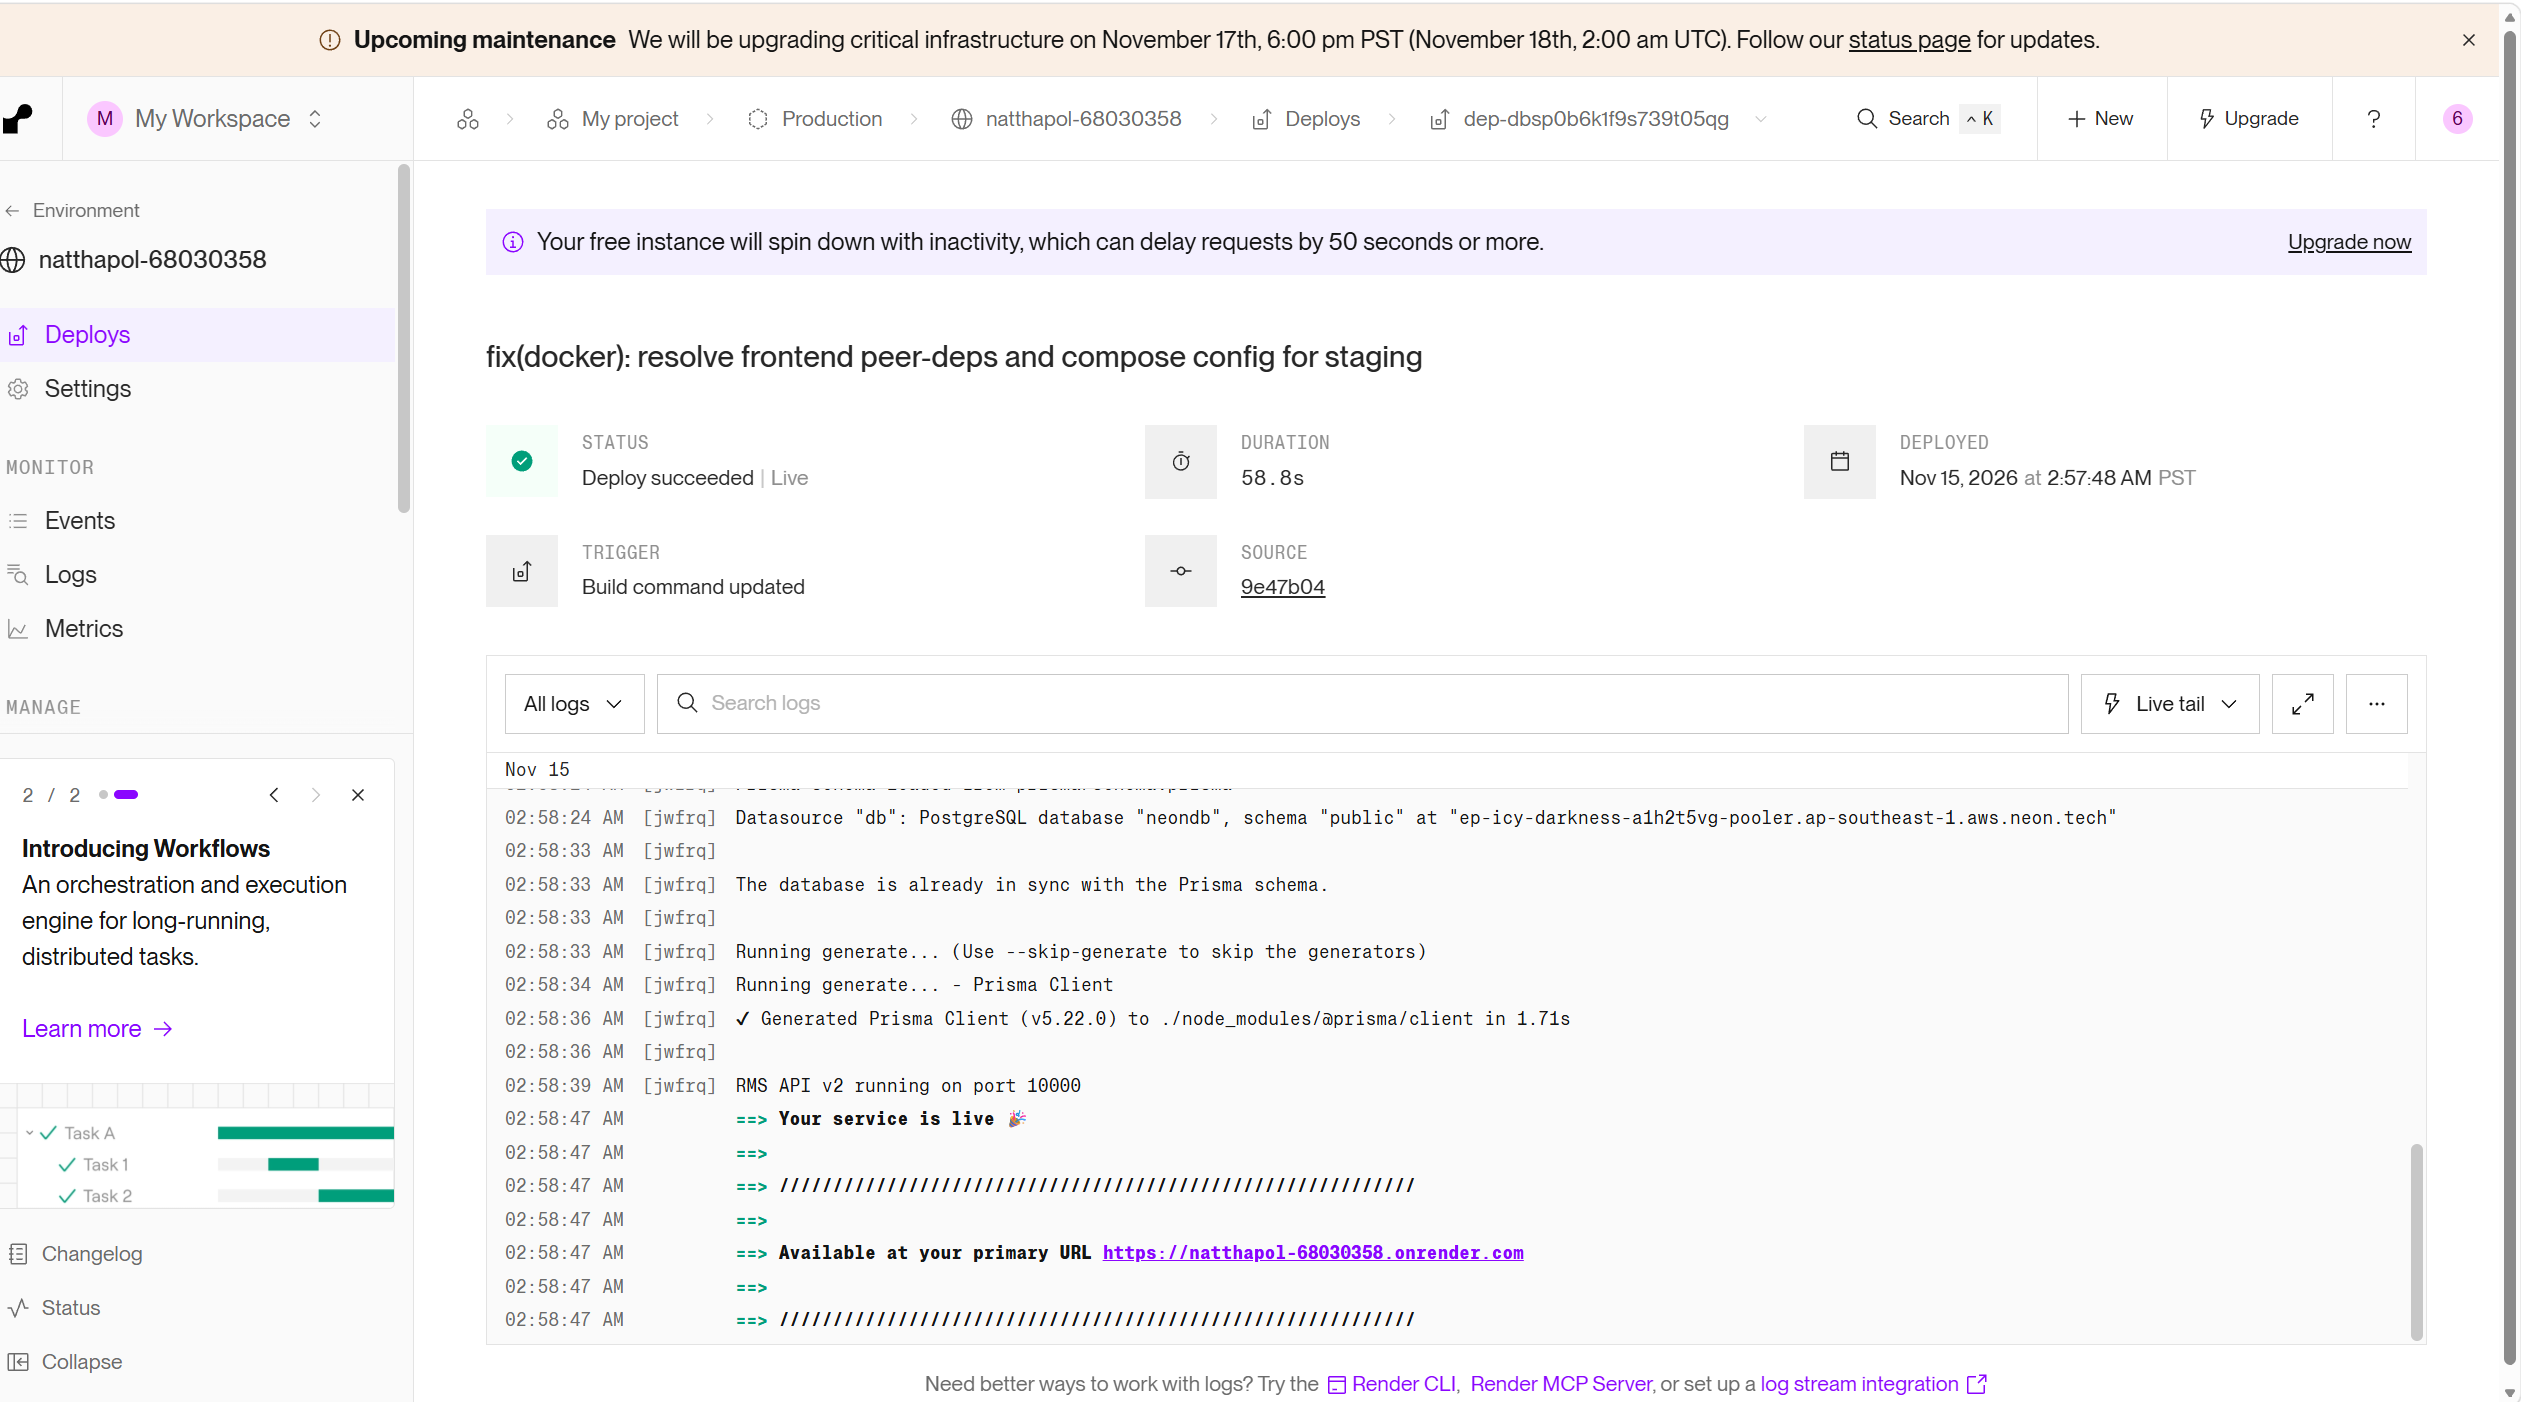 Upcoming maintenance We will be upgrading critical infrastructure on November 17th, 6:00 pm PST (November 18th, 2:00 am UTC). Follow our status page for updates.
M My Workspace
My project > Production > natthapol-68030358 > Deploys > dep-dbsp0b6k1f9s739t05qg
Search ^ K
+ New
Upgrade
?
6
← Environment
natthapol-68030358
Deploys
Settings
MONITOR
Events
Logs
Metrics
MANAGE
2 / 2
Introducing Workflows
An orchestration and execution
engine for long-running,
distributed tasks.
Learn more →
Task A
Task 1
Task 2
Changelog
Status
Collapse
Your free instance will spin down with inactivity, which can delay requests by 50 seconds or more.
Upgrade now
fix(docker): resolve frontend peer-deps and compose config for staging
STATUS
Deploy succeeded | Live
DURATION
58.8s
DEPLOYED
Nov 15, 2026 at 2:57:48 AM PST
TRIGGER
Build command updated
SOURCE
9e47b04
All logs
Search logs
Live tail
...
Nov 15
02:58:24 AM [jwfrq] Datasource "db": PostgreSQL database "neondb", schema "public" at "ep-icy-darkness-a1h2t5vg-pooler.ap-southeast-1.aws.neon.tech"
02:58:33 AM [jwfrq]
02:58:33 AM [jwfrq] The database is already in sync with the Prisma schema.
02:58:33 AM [jwfrq]
02:58:33 AM [jwfrq] Running generate... (Use --skip-generate to skip the generators)
02:58:34 AM [jwfrq] Running generate... - Prisma Client
02:58:36 AM [jwfrq] ✔ Generated Prisma Client (v5.22.0) to ./node_modules/@prisma/client in 1.71s
02:58:36 AM [jwfrq]
02:58:39 AM [jwfrq] RMS API v2 running on port 10000
02:58:47 AM ==> Your service is live 🎉
02:58:47 AM ==>
02:58:47 AM ==> ///////////////////////////////////////////////////////////
02:58:47 AM ==>
02:58:47 AM ==> Available at your primary URL https://natthapol-68030358.onrender.com
02:58:47 AM ==>
02:58:47 AM ==> ///////////////////////////////////////////////////////////
Need better ways to work with logs? Try the Render CLI, Render MCP Server, or set up a log stream integration